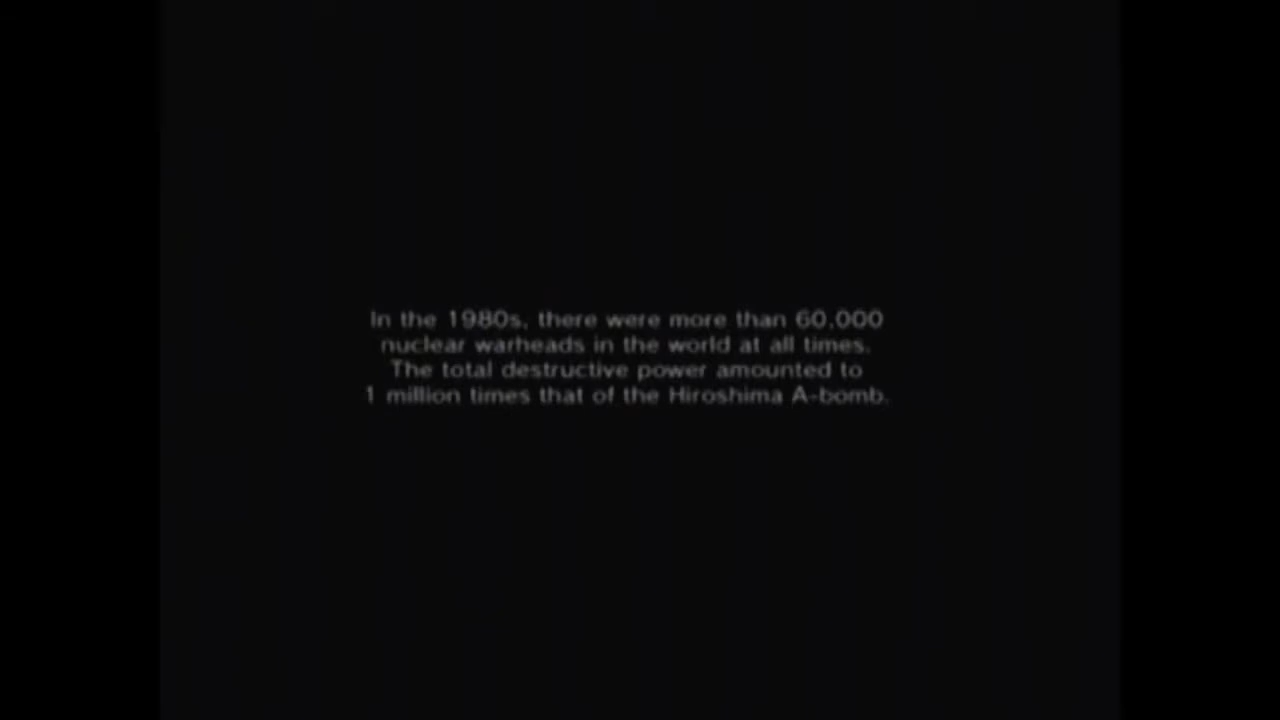 In the 1980s, there were more than 60,000
nuclear warheads in the world at all times.
The total destructive power amounted to
1 million times that of the Hiroshima A-bomb.